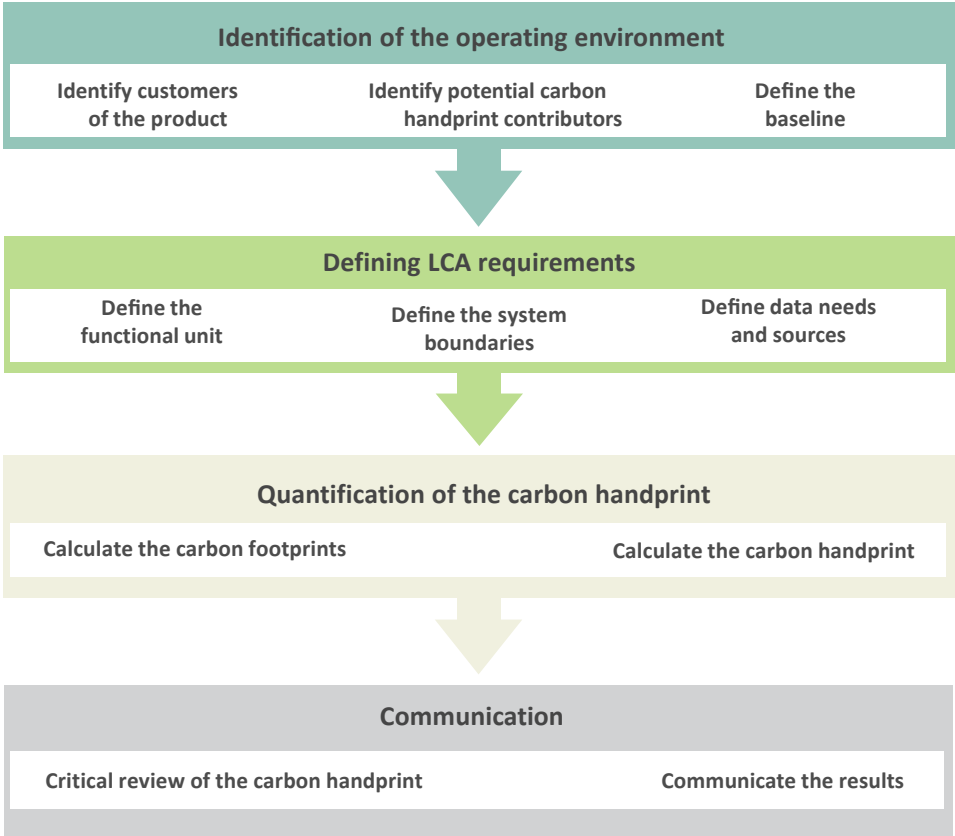 Identification of the operating environment
Identify customers
of the product
Identify potential carbon
handprint contributors
Define the
baseline
Defining LCA requirements
Define the
functional unit
Define the system
boundaries
Define data needs
and sources
Quantification of the carbon handprint
Calculate the carbon footprints
Calculate the carbon handprint
Communication
Critical review of the carbon handprint
Communicate the results